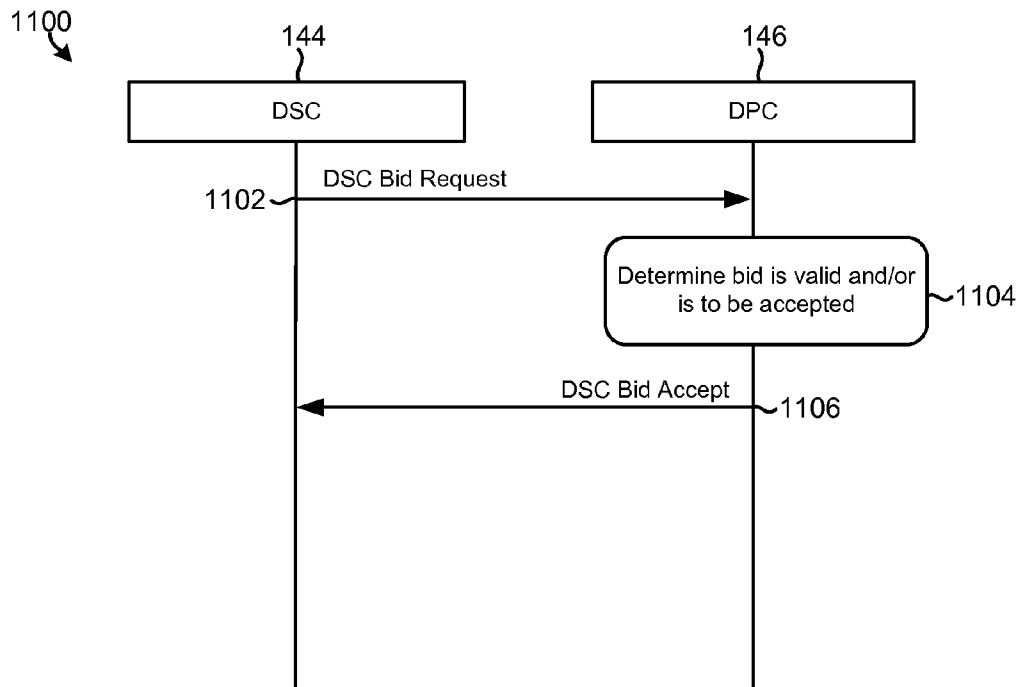 1100
144
146
DSC
DPC
DSC Bid Request
1102
Determine bid is valid and/or
is to be accepted
1104
DSC Bid Accept
1106